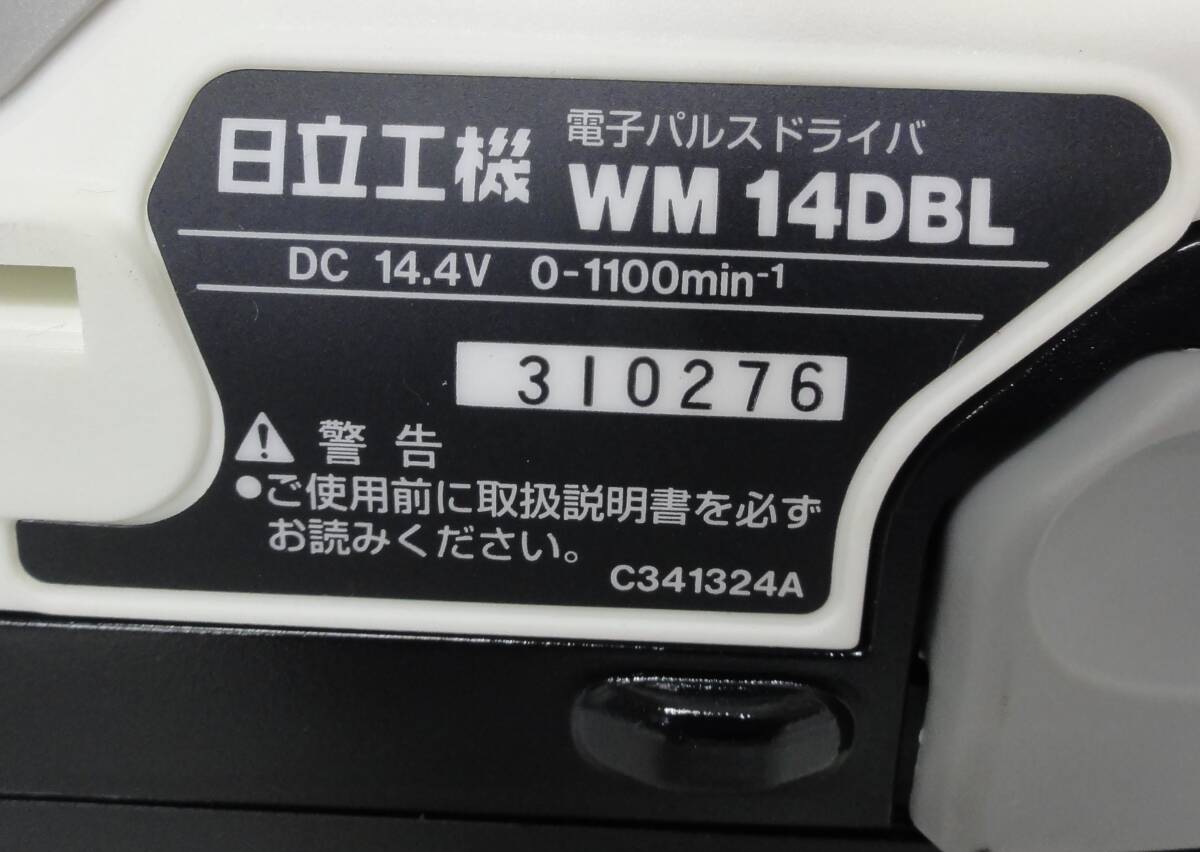 日立工機
電子パルスドライバ
WM 14DBL
DC 14.4V 0-1100min⁻¹
310276
警告
●ご使用前に取扱説明書を必ず
お読みください。
C341324A